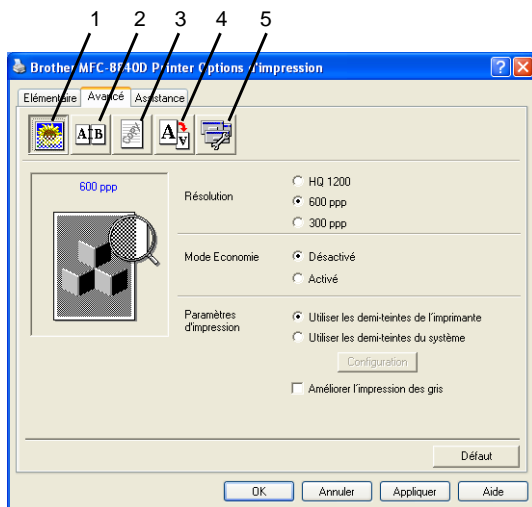 1 2 3 4 5
Brother MFC-8840D Printer Options d'impression
Elémentaire Avancé Assistance
A B COPY A A
600 ppp
Résolution
HQ 1200
600 ppp
300 ppp
Mode Economie
Désactivé
Activé
Paramètres d'impression
Utiliser les demi-teintes de l'imprimante
Utiliser les demi-teintes du système
Configuration
Améliorer l'impression des gris
Défaut
OK Annuler Appliquer Aide